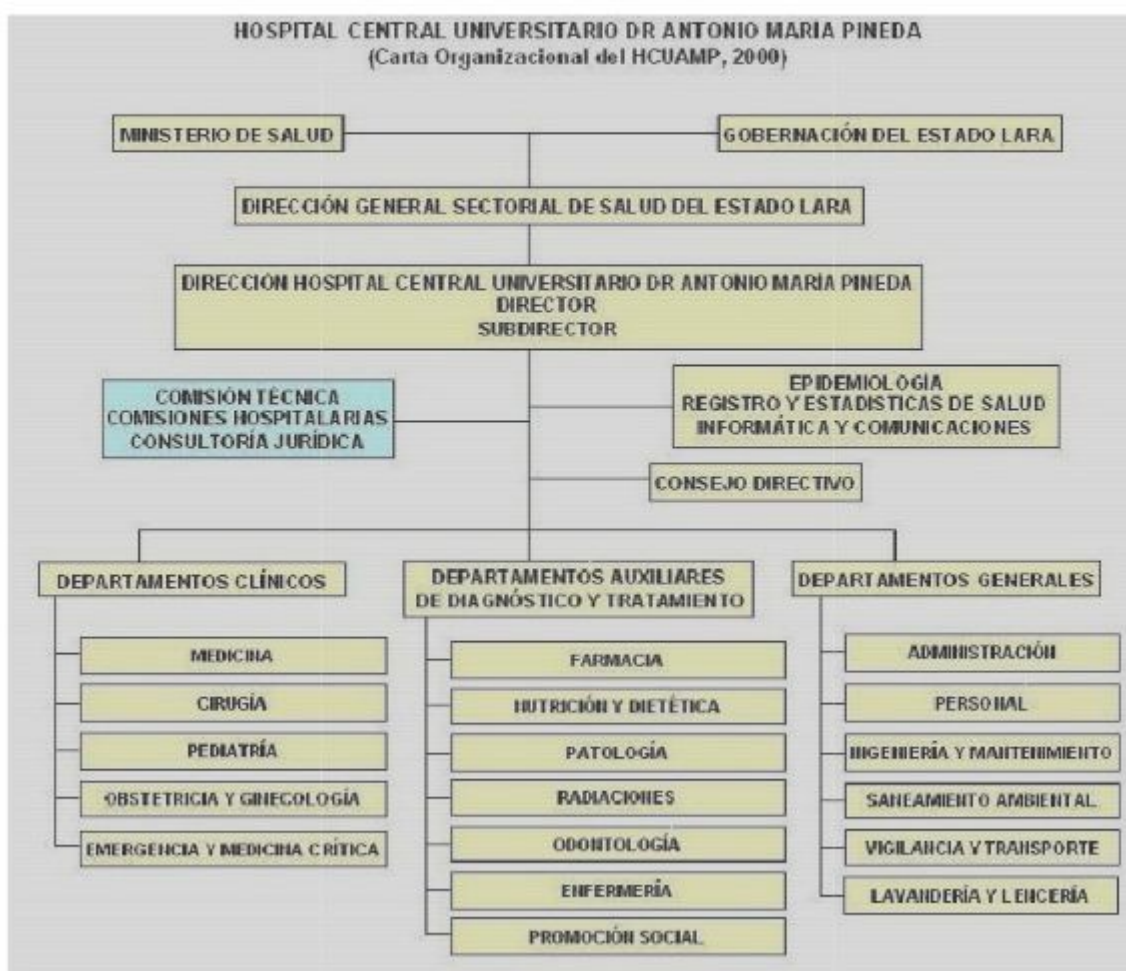 HOSPITAL CENTRAL UNIVERSITARIO DR ANTONIO MARIA PINEDA
(Carta Organizacional del HCUAMP, 2000)
MINISTERIO DE SALUD
GOBERNACIÓN DEL ESTADO LARA
DIRECCIÓN GENERAL SECTORIAL DE SALUD DEL ESTADO LARA
DIRECCIÓN HOSPITAL CENTRAL UNIVERSITARIO DR ANTONIO MARÍA PINEDA
DIRECTOR
SUBDIRECTOR
COMISIÓN TÉCNICA
COMISIONES HOSPITALARIAS
CONSULTORÍA JURÍDICA
EPIDEMIOLOGÍA
REGISTRO Y ESTADISTICAS DE SALUD
INFORMÁTICA Y COMUNICACIONES
CONSEJO DIRECTIVO
DEPARTAMENTOS CLÍNICOS
MEDICINA
CIRUGÍA
PEDIATRÍA
OBSTETRICIA Y GINECOLOGÍA
EMERGENCIA Y MEDICINA CRÍTICA
DEPARTAMENTOS AUXILIARES
DE DIAGNÓSTICO Y TRATAMIENTO
FARMACIA
NUTRICIÓN Y DIETÉTICA
PATOLOGÍA
RADIACIONES
ODONTOLOGÍA
ENFERMERÍA
PROMOCIÓN SOCIAL
DEPARTAMENTOS GENERALES
ADMINISTRACIÓN
PERSONAL
INGENIERÍA Y MANTENIMIENTO
SANEAMIENTO AMBIENTAL
VIGILANCIA Y TRANSPORTE
LAVANDERÍA Y LENCERÍA